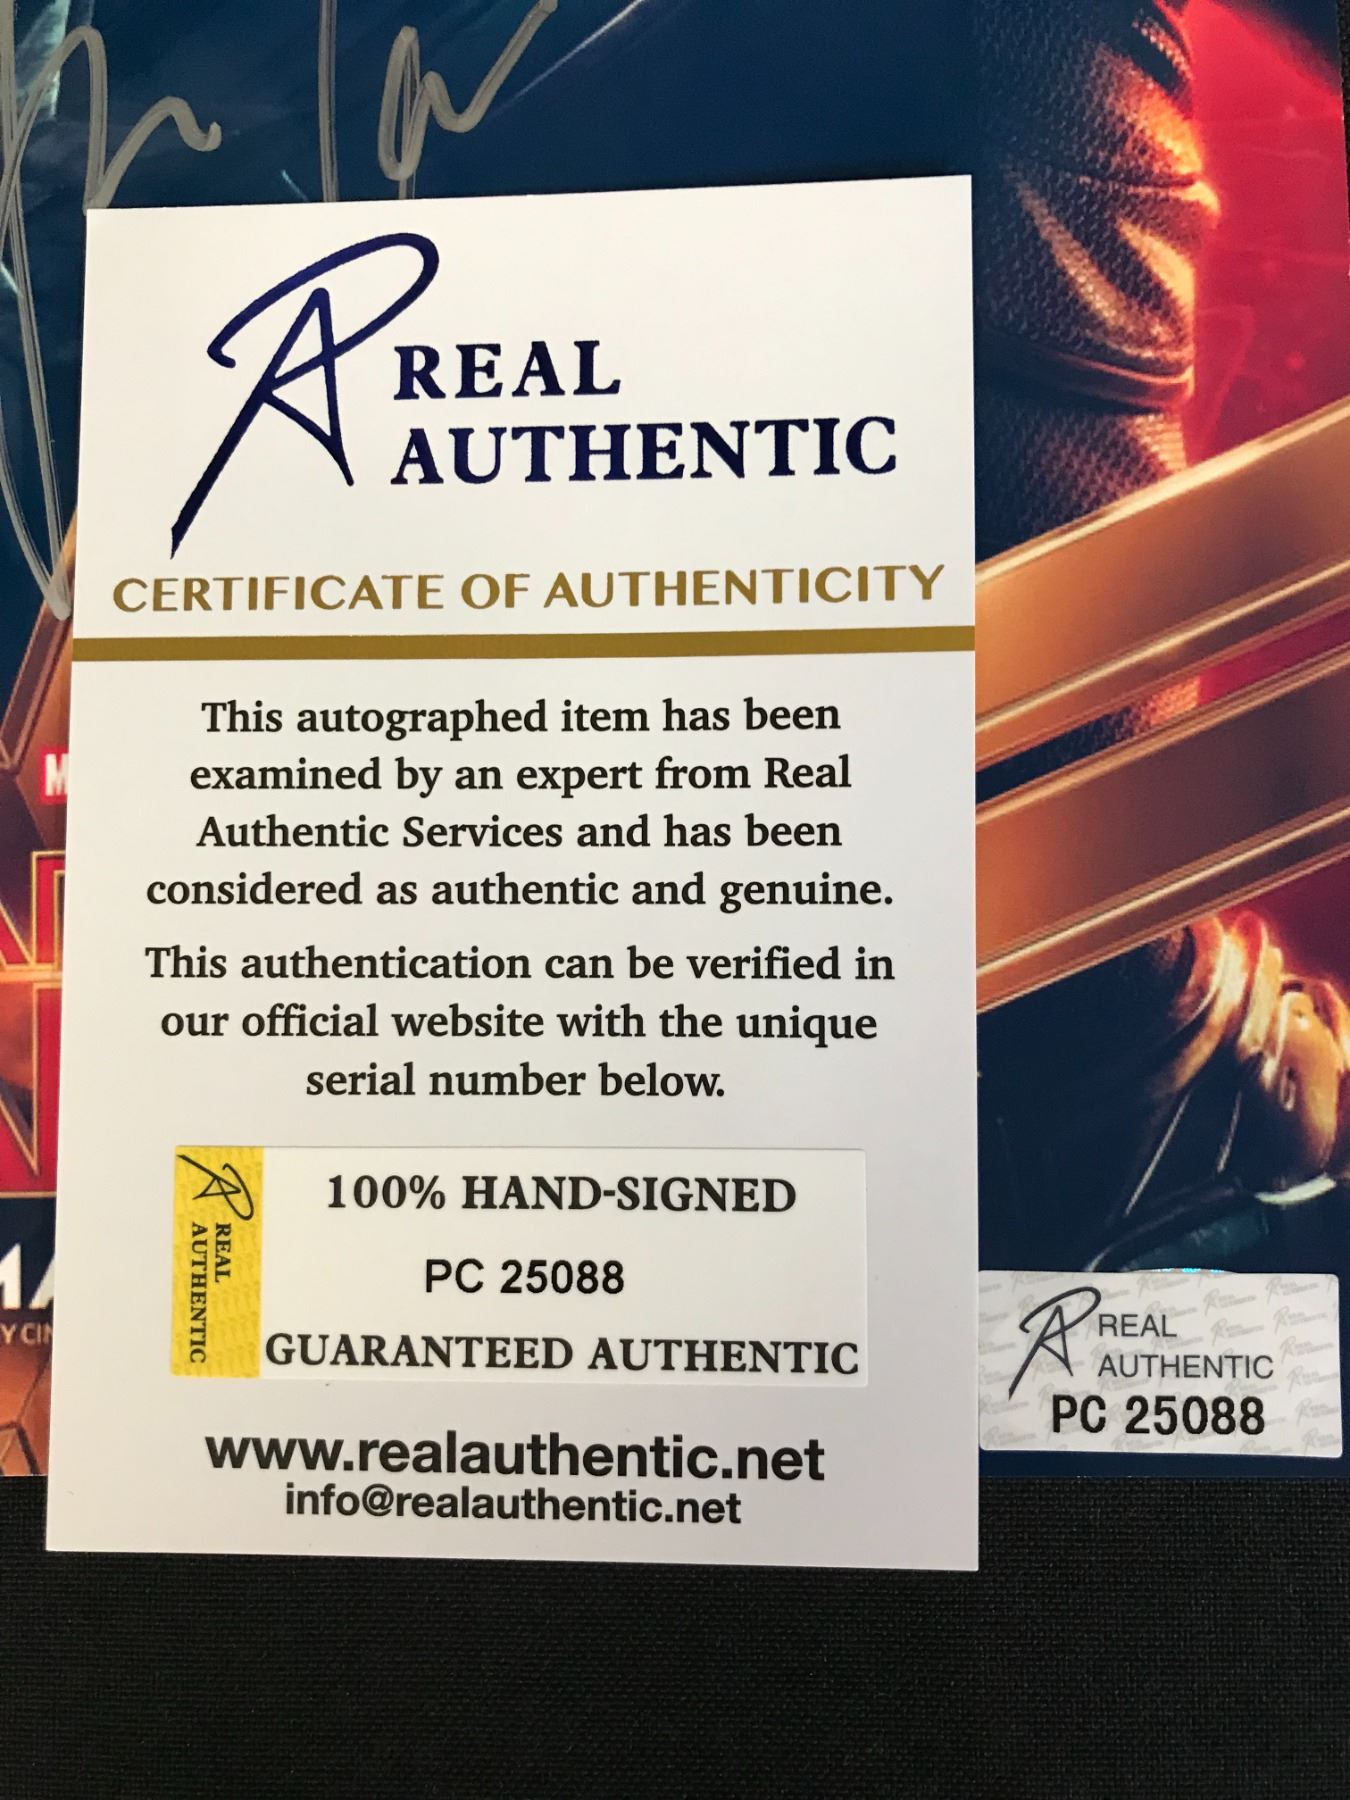 REAL
AUTHENTIC
CERTIFICATE OF AUTHENTICITY
This autographed item has been
examined by an expert from Real
Authentic Services and has been
considered as authentic and genuine.
This authentication can be verified in
our official website with the unique
serial number below.
REAL
AUTHENTIC
100% HAND-SIGNED
PC 25088
GUARANTEED AUTHENTIC
www.realauthentic.net
info@realauthentic.net
REAL
AUTHENTIC
PC 25088